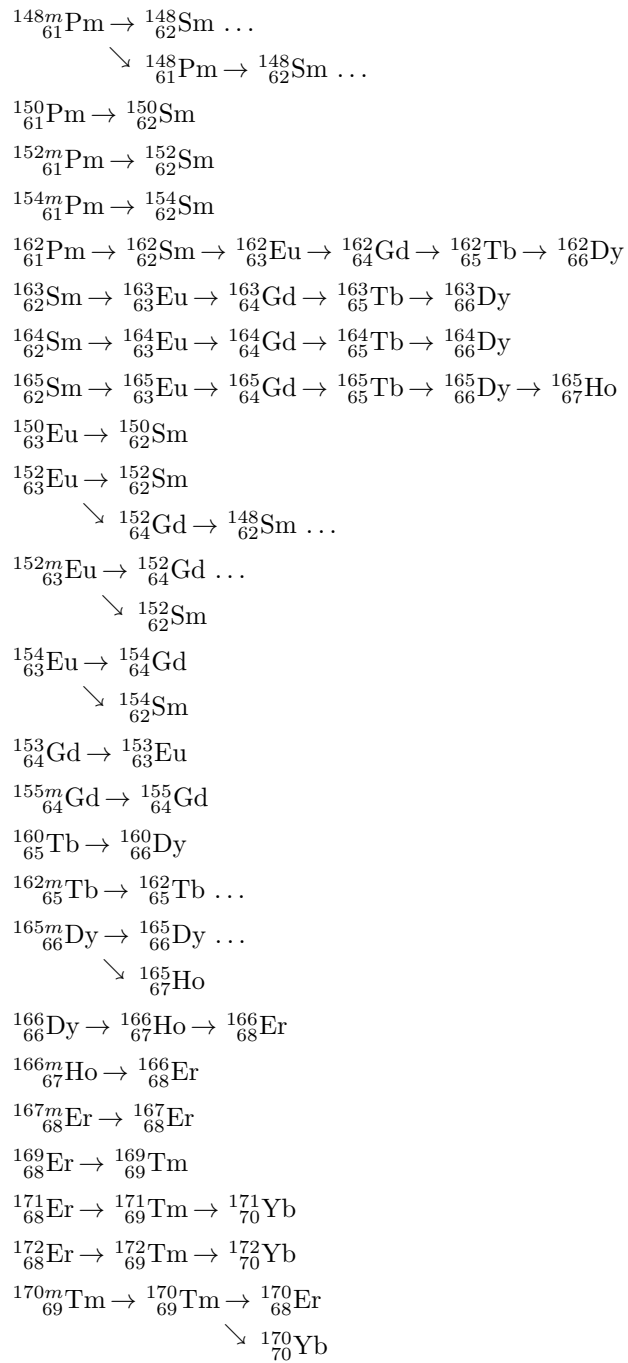 ¹⁴⁸ᵐ₆₁Pm → ¹⁴⁸₆₂Sm ...
↘ ¹⁴⁸₆₁Pm → ¹⁴⁸₆₂Sm ...
¹⁵⁰₆₁Pm → ¹⁵⁰₆₂Sm
¹⁵²ᵐ₆₁Pm → ¹⁵²₆₂Sm
¹⁵⁴ᵐ₆₁Pm → ¹⁵⁴₆₂Sm
¹⁶²₆₁Pm → ¹⁶²₆₂Sm → ¹⁶²₆₃Eu → ¹⁶²₆₄Gd → ¹⁶²₆₅Tb → ¹⁶²₆₆Dy
¹⁶³₆₂Sm → ¹⁶³₆₃Eu → ¹⁶³₆₄Gd → ¹⁶³₆₅Tb → ¹⁶³₆₆Dy
¹⁶⁴₆₂Sm → ¹⁶⁴₆₃Eu → ¹⁶⁴₆₄Gd → ¹⁶⁴₆₅Tb → ¹⁶⁴₆₆Dy
¹⁶⁵₆₂Sm → ¹⁶⁵₆₃Eu → ¹⁶⁵₆₄Gd → ¹⁶⁵₆₅Tb → ¹⁶⁵₆₆Dy → ¹⁶⁵₆₇Ho
¹⁵⁰₆₃Eu → ¹⁵⁰₆₂Sm
¹⁵²₆₃Eu → ¹⁵²₆₂Sm
↘ ¹⁵²₆₄Gd → ¹⁴⁸₆₂Sm ...
¹⁵²ᵐ₆₃Eu → ¹⁵²₆₄Gd ...
↘ ¹⁵²₆₂Sm
¹⁵⁴₆₃Eu → ¹⁵⁴₆₄Gd
↘ ¹⁵⁴₆₂Sm
¹⁵³₆₄Gd → ¹⁵³₆₃Eu
¹⁵⁵ᵐ₆₄Gd → ¹⁵⁵₆₄Gd
¹⁶⁰₆₅Tb → ¹⁶⁰₆₆Dy
¹⁶²ᵐ₆₅Tb → ¹⁶²₆₅Tb ...
¹⁶⁵ᵐ₆₆Dy → ¹⁶⁵₆₆Dy ...
↘ ¹⁶⁵₆₇Ho
¹⁶⁶₆₆Dy → ¹⁶⁶₆₇Ho → ¹⁶⁶₆₈Er
¹⁶⁶ᵐ₆₇Ho → ¹⁶⁶₆₈Er
¹⁶⁷ᵐ₆₈Er → ¹⁶⁷₆₈Er
¹⁶⁹₆₈Er → ¹⁶⁹₆₉Tm
¹⁷¹₆₈Er → ¹⁷¹₆₉Tm → ¹⁷¹₇₀Yb
¹⁷²₆₈Er → ¹⁷²₆₉Tm → ¹⁷²₇₀Yb
¹⁷⁰ᵐ₆₉Tm → ¹⁷⁰₆₉Tm → ¹⁷⁰₆₈Er
↘ ¹⁷⁰₇₀Yb